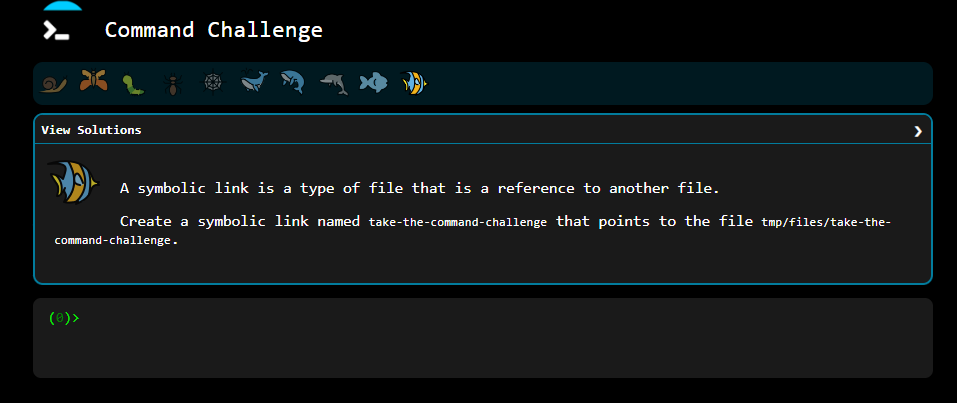 Command Challenge
View Solutions
A symbolic link is a type of file that is a reference to another file.
Create a symbolic link named take-the-command-challenge that points to the file tmp/files/take-the-
command-challenge.
(0)>